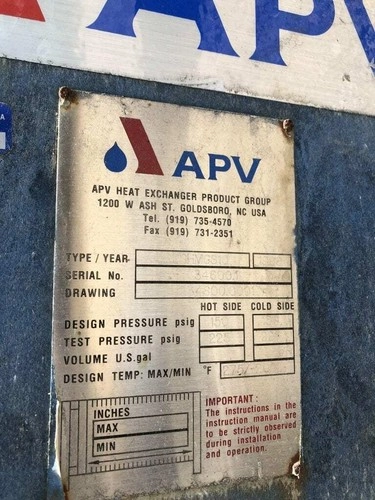 APV
APV
APV HEAT EXCHANGER PRODUCT GROUP
1200 W ASH ST. GOLDSBORO, NC USA
Tel. (919) 735-4570
Fax (919) 731-2351
TYPE / YEAR
SERIAL No.
DRAWING
HOT SIDE COLD SIDE
DESIGN PRESSURE psig
TEST PRESSURE psig
VOLUME U.S.gal
DESIGN TEMP: MAX/MIN °F
INCHES
MAX
MIN
IMPORTANT:
The instructions in the
instruction manual are
to be strictly observed
during installation
and operation.